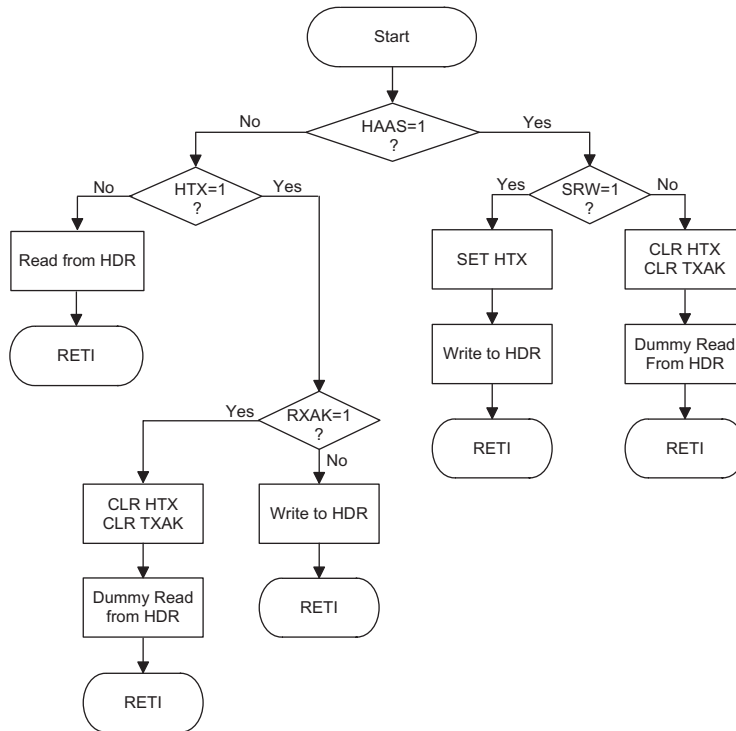 Start
HAAS=1
?
No
Yes
HTX=1
?
No
Yes
SRW=1
?
Yes
No
Read from HDR
SET HTX
CLR HTX
CLR TXAK
RETI
Write to HDR
Dummy Read
From HDR
RXAK=1
?
Yes
No
RETI
RETI
CLR HTX
CLR TXAK
Write to HDR
Dummy Read
from HDR
RETI
RETI